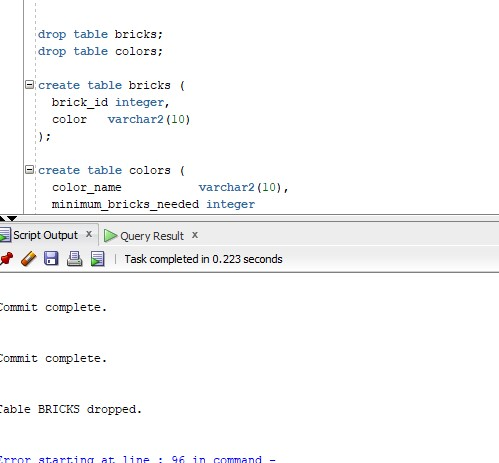 drop table bricks;
drop table colors;
create table bricks (
brick_id integer,
color varchar2(10)
);
create table colors (
color_name varchar2(10),
minimum_bricks_needed integer
Script Output x Query Result x
Task completed in 0.223 seconds
Commit complete.
Commit complete.
Table BRICKS dropped.
Error starting at line : 96 in command -